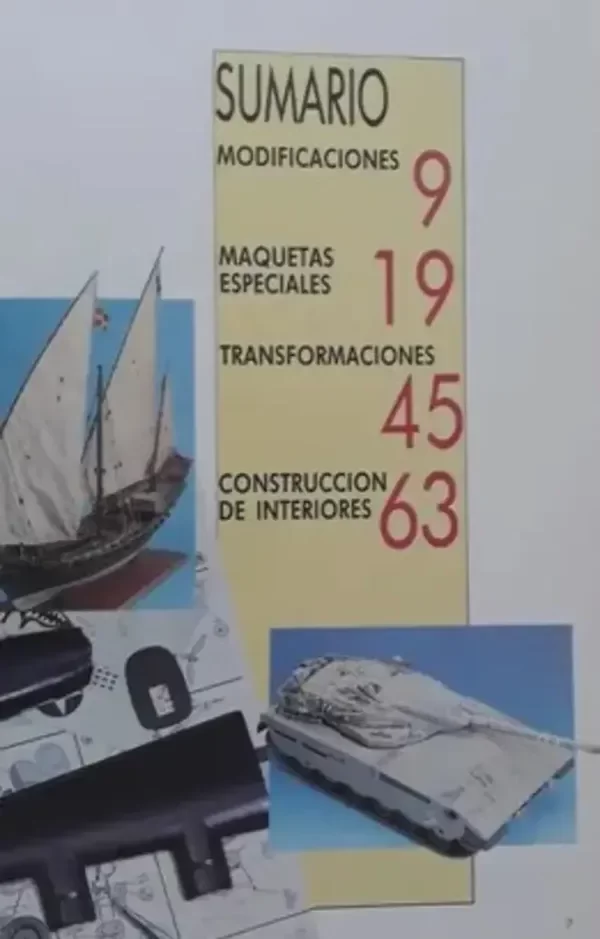 SUMARIO
MODIFICACIONES 9
MAQUETAS
ESPECIALES 19
TRANSFORMACIONES
45
CONSTRUCCION
DE INTERIORES 63
7